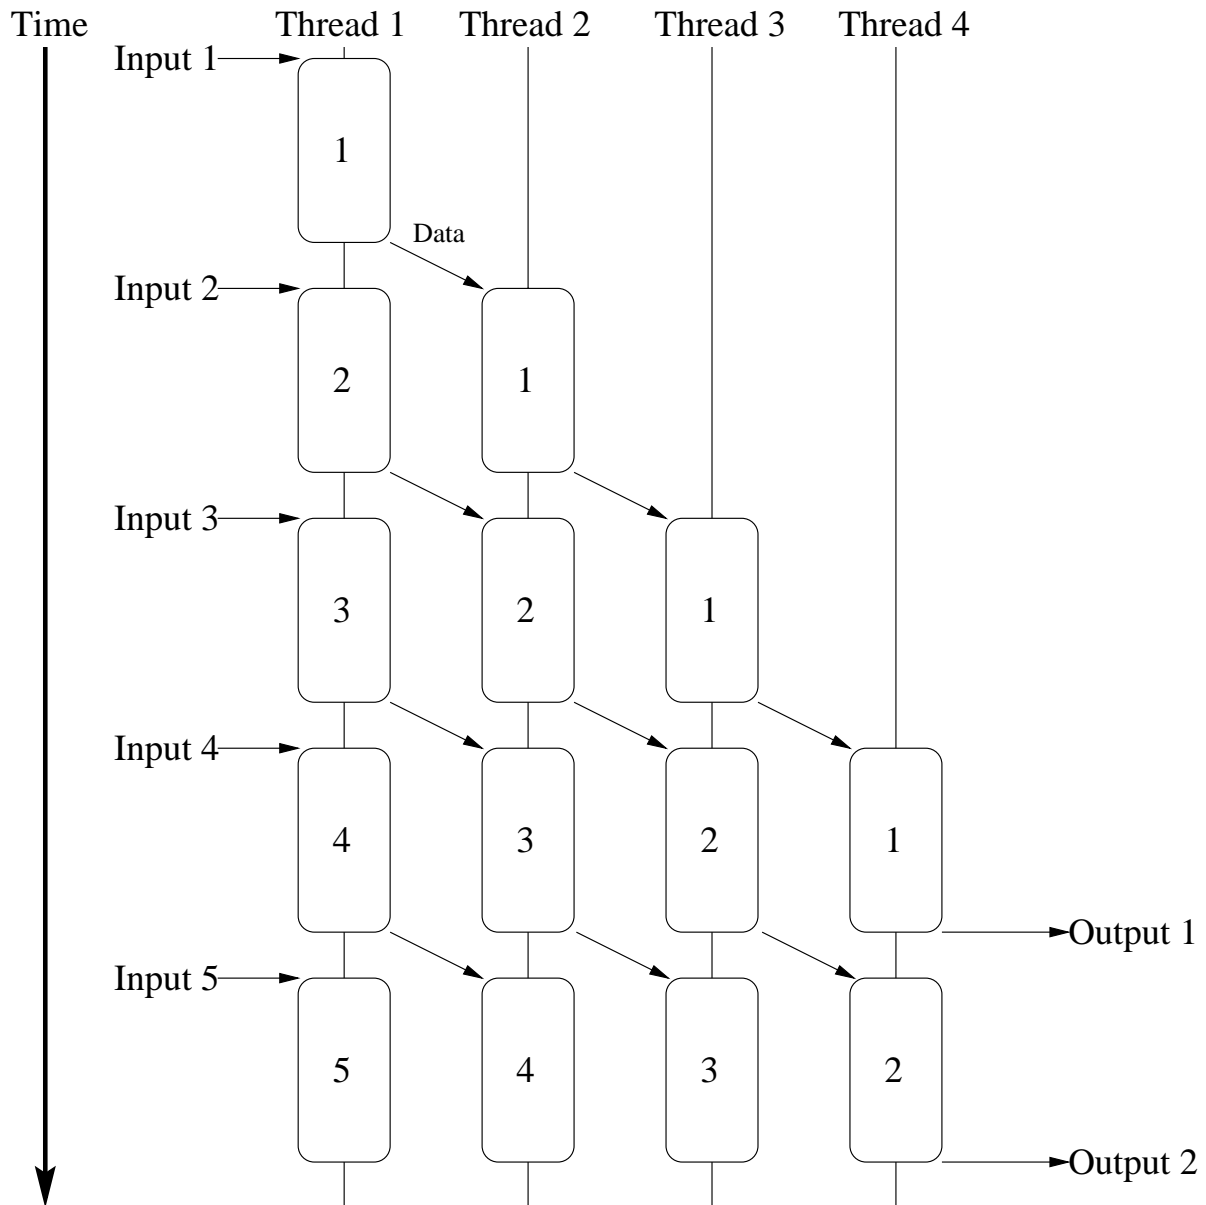 Time Thread 1 Thread 2 Thread 3 Thread 4
Input 1
1
Data
Input 2
2 1
Input 3
3 2 1
Input 4
4 3 2 1
Output 1
Input 5
5 4 3 2
Output 2